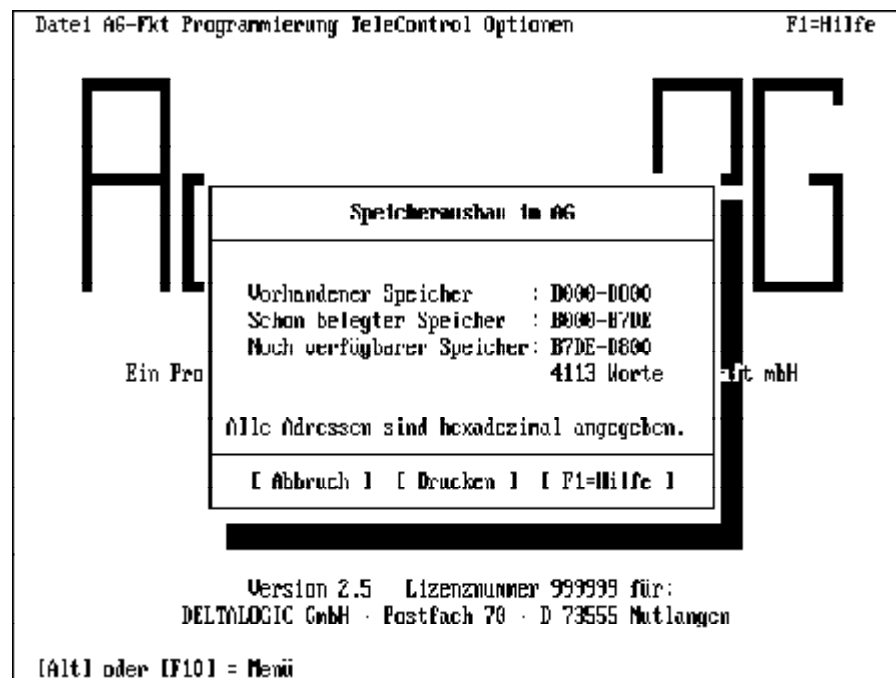 Datei AG-Fkt Programmierung TeleControl Optionen F1=Hilfe
Speicherausbau im AG
Vorhandener Speicher : D000-D800
Schon belegter Speicher : B000-B7DE
Noch verfügbarer Speicher: B7DE-D800
4113 Worte
Ein Pro aft mbH
Alle Adressen sind hexadezimal angegeben.
[ Abbruch ] [ Drucken ] [ F1=Hilfe ]
Version 2.5 Lizenznummer 999999 für:
DELTALOGIC GmbH · Postfach 70 · D 73555 Mutlangen
[Alt] oder [F10] = Menü